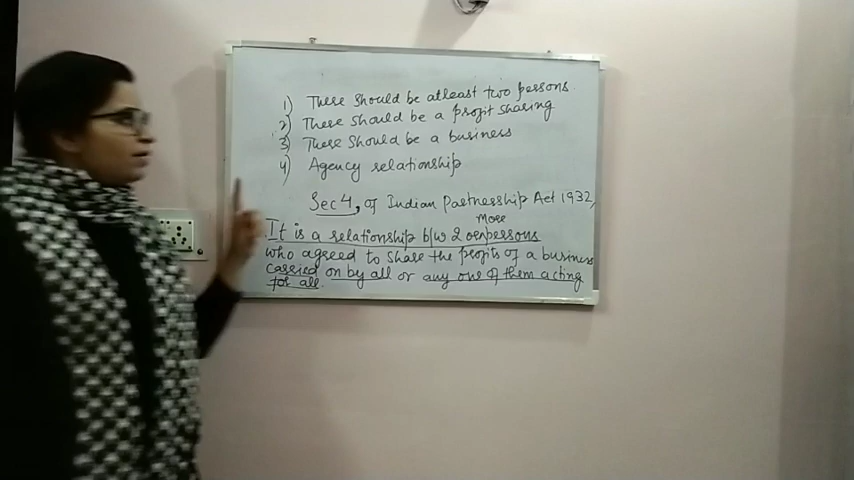 1) There should be atleast two persons.
2) There should be a profit sharing
3) There should be a business
4) Agency relationship
Sec 4, of Indian Partnership Act 1932,
More
It is a relationship b/w 2 or persons
who agreed to share the profits of a business
carried on by all or any one of them acting
for all.